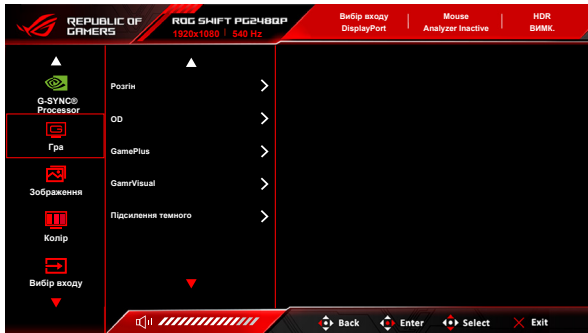 REPUBLIC OF
GAMERS
ROG SWIFT PG248QP
1920x1080 | 540 Hz
Вибір входу
DisplayPort
Mouse
Analyzer Inactive
HDR
ВИМК.
G-SYNC®
Processor
Гра
Зображення
Колір
Вибір входу
Розгін
OD
GamePlus
GamrVisual
Підсилення темного
Back
Enter
Select
Exit